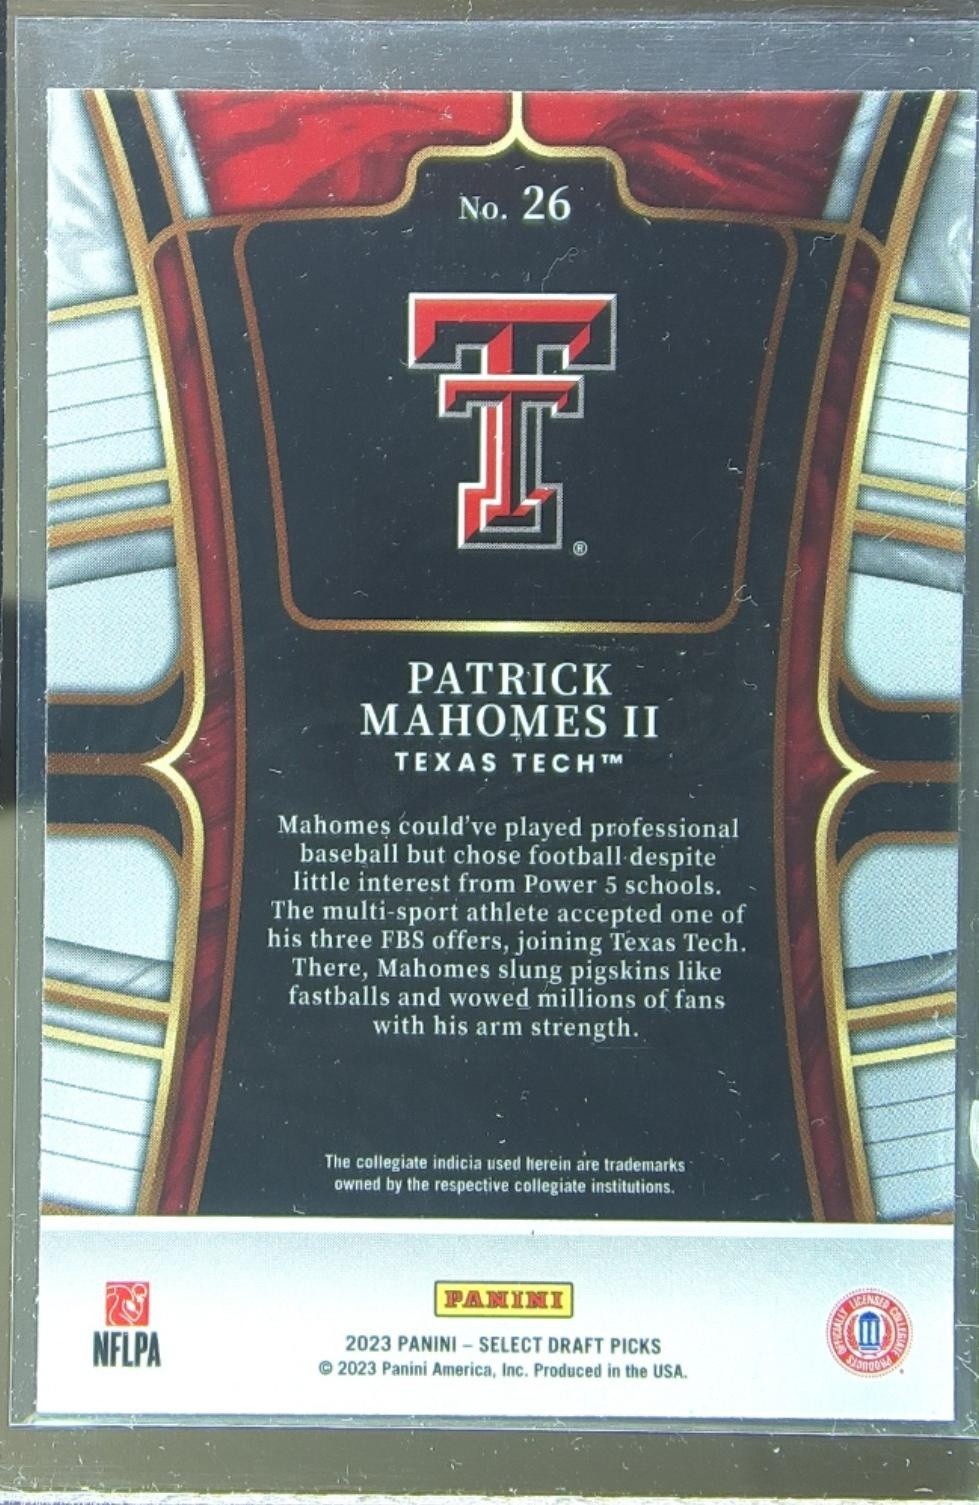 No. 26
®
PATRICK
MAHOMES II
TEXAS TECH™
Mahomes could've played professional
baseball but chose football despite
little interest from Power 5 schools.
The multi-sport athlete accepted one of
his three FBS offers, joining Texas Tech.
There, Mahomes slung pigskins like
fastballs and wowed millions of fans
with his arm strength.
The collegiate indicia used herein are trademarks
owned by the respective collegiate institutions.
NFLPA
PANINI
2023 PANINI – SELECT DRAFT PICKS
© 2023 Panini America, Inc. Produced in the USA.
OFFICIALLY LICENSED COLLEGIATE PRODUCTS